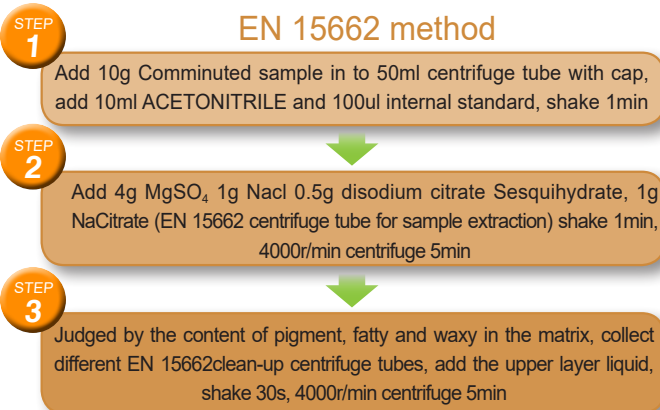 EN 15662 method
STEP
1
Add 10g Comminuted sample in to 50ml centrifuge tube with cap,
add 10ml ACETONITRILE and 100ul internal standard, shake 1min
STEP
2
Add 4g MgSO₄ 1g Nacl 0.5g disodium citrate Sesquihydrate, 1g
NaCitrate (EN 15662 centrifuge tube for sample extraction) shake 1min,
4000r/min centrifuge 5min
STEP
3
Judged by the content of pigment, fatty and waxy in the matrix, collect
different EN 15662clean-up centrifuge tubes, add the upper layer liquid,
shake 30s, 4000r/min centrifuge 5min